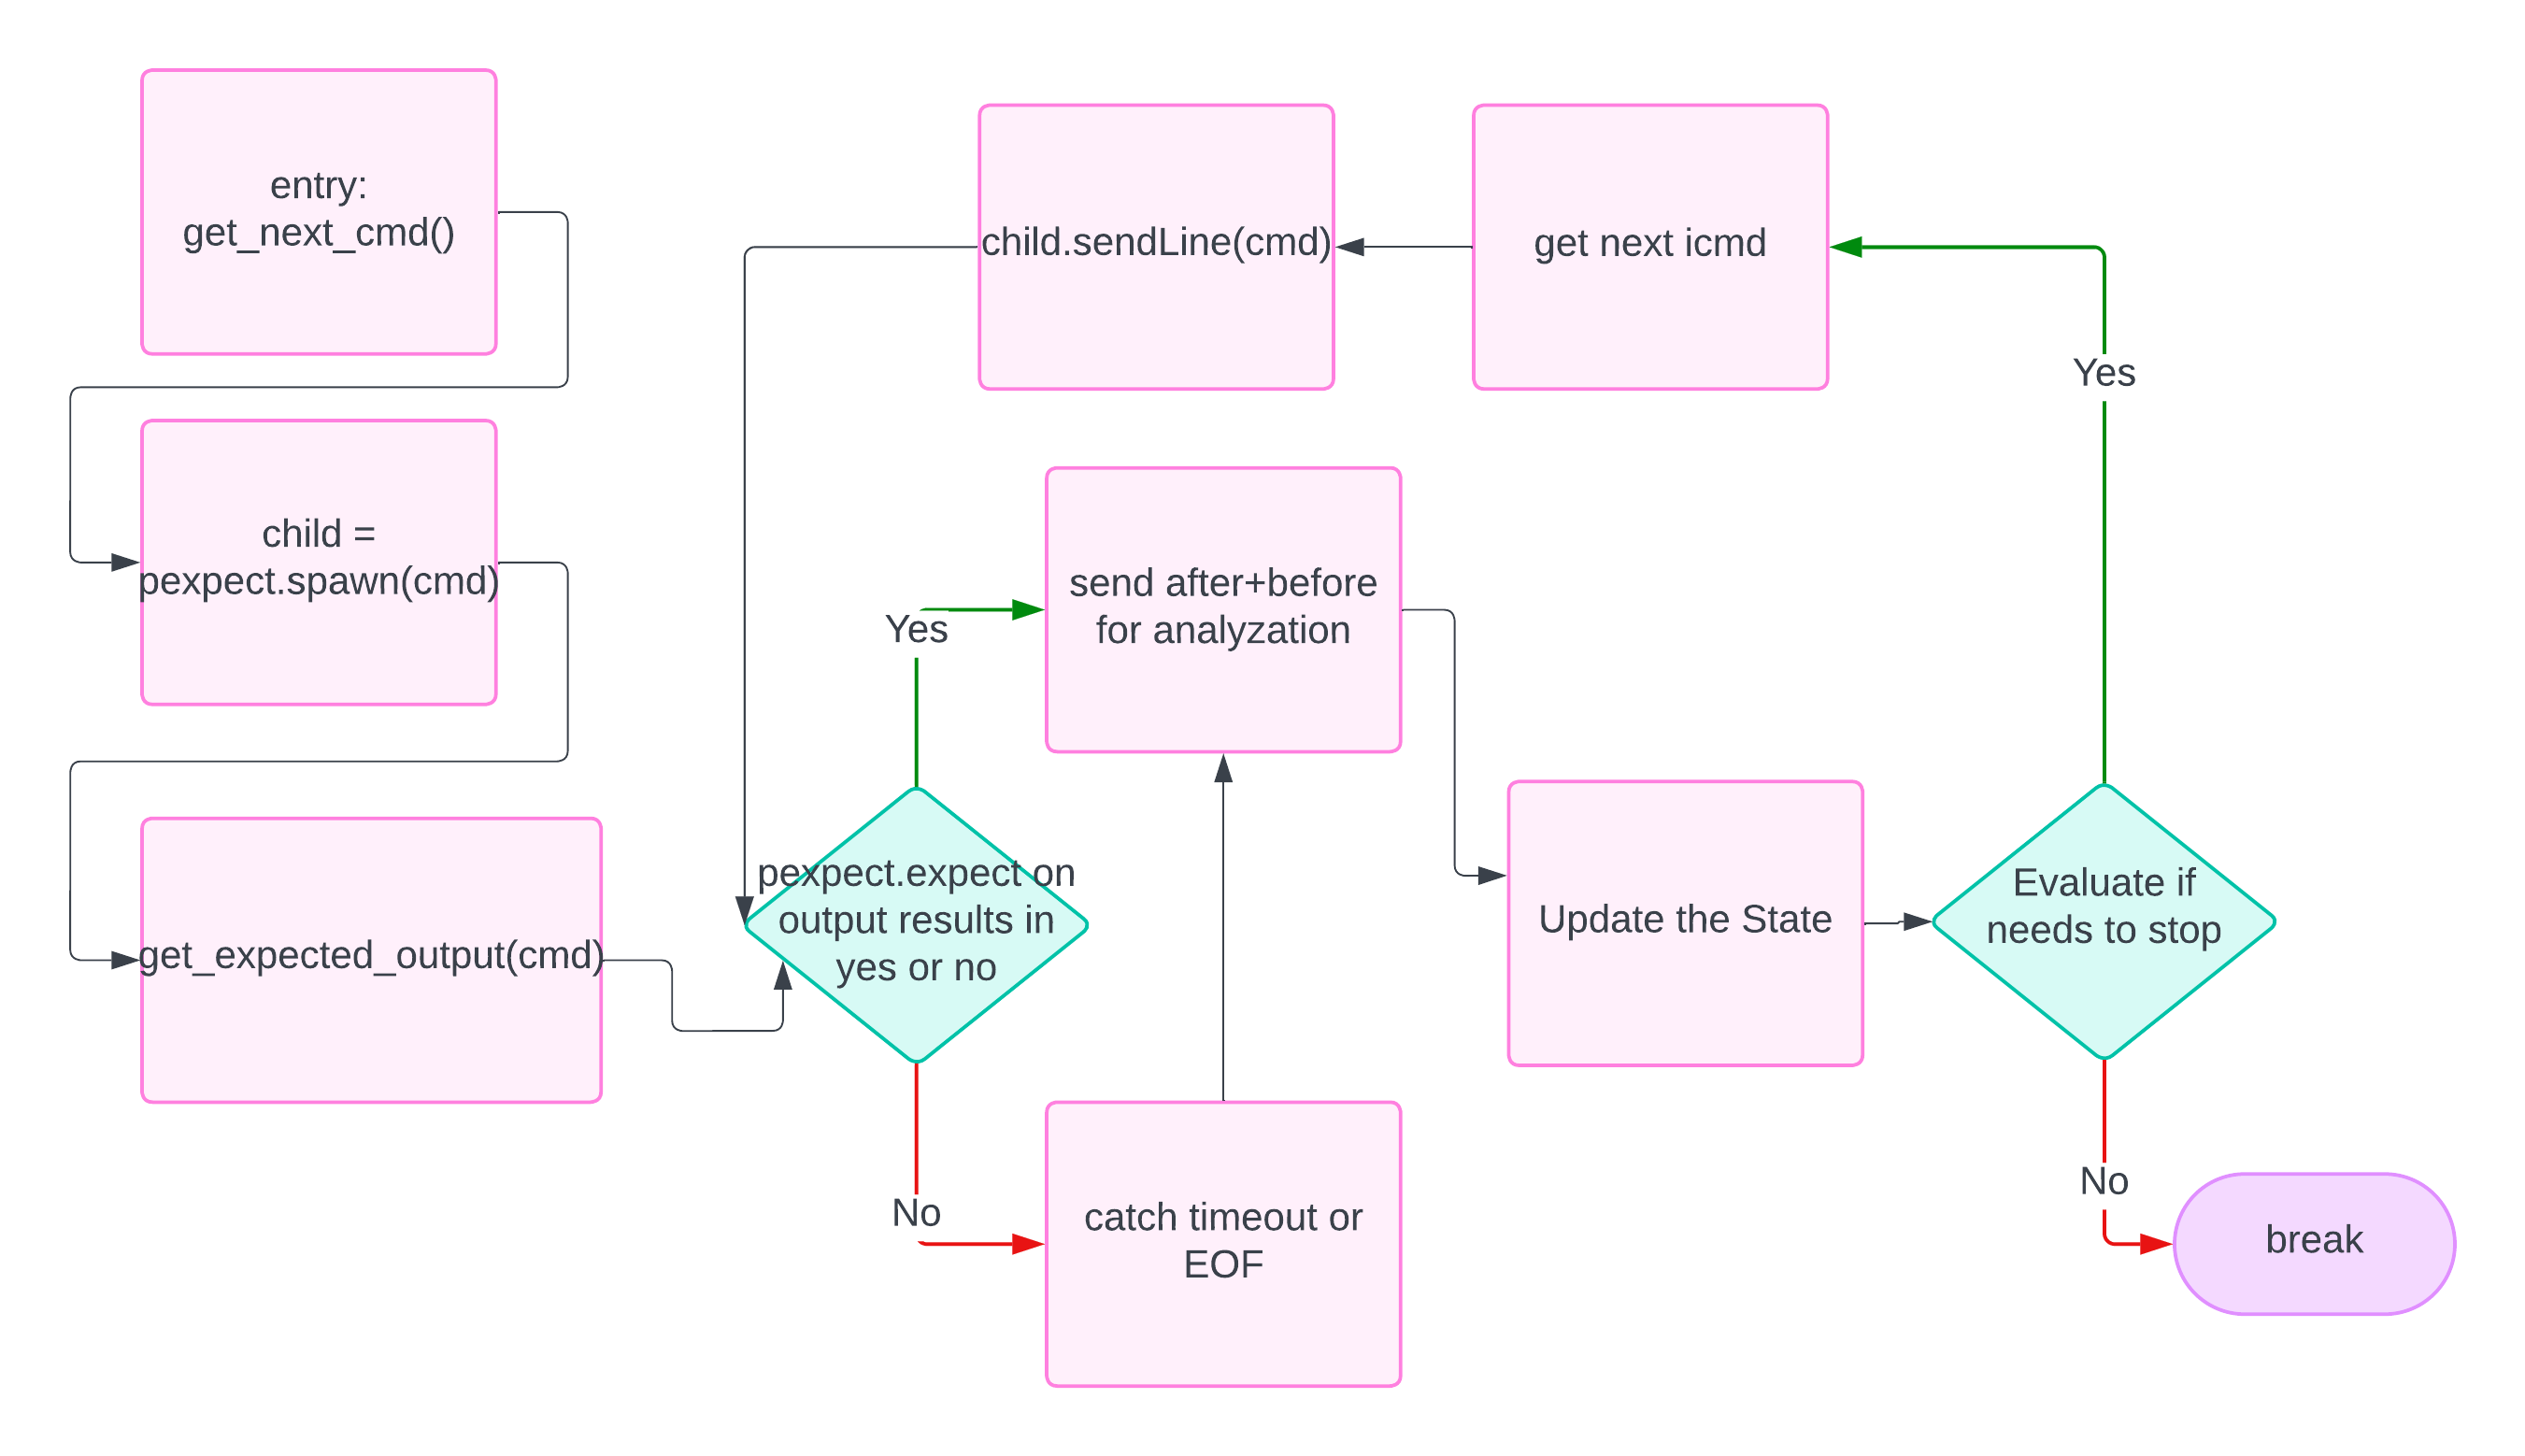 entry:
get_next_cmd()
child =
pexpect.spawn(cmd)
get_expected_output(cmd)
child.sendLine(cmd)
get next icmd
Yes
send after+before
for analyzation
Yes
pexpect.expect on
output results in
yes or no
Update the State
Evaluate if
needs to stop
No
catch timeout or
EOF
No
break